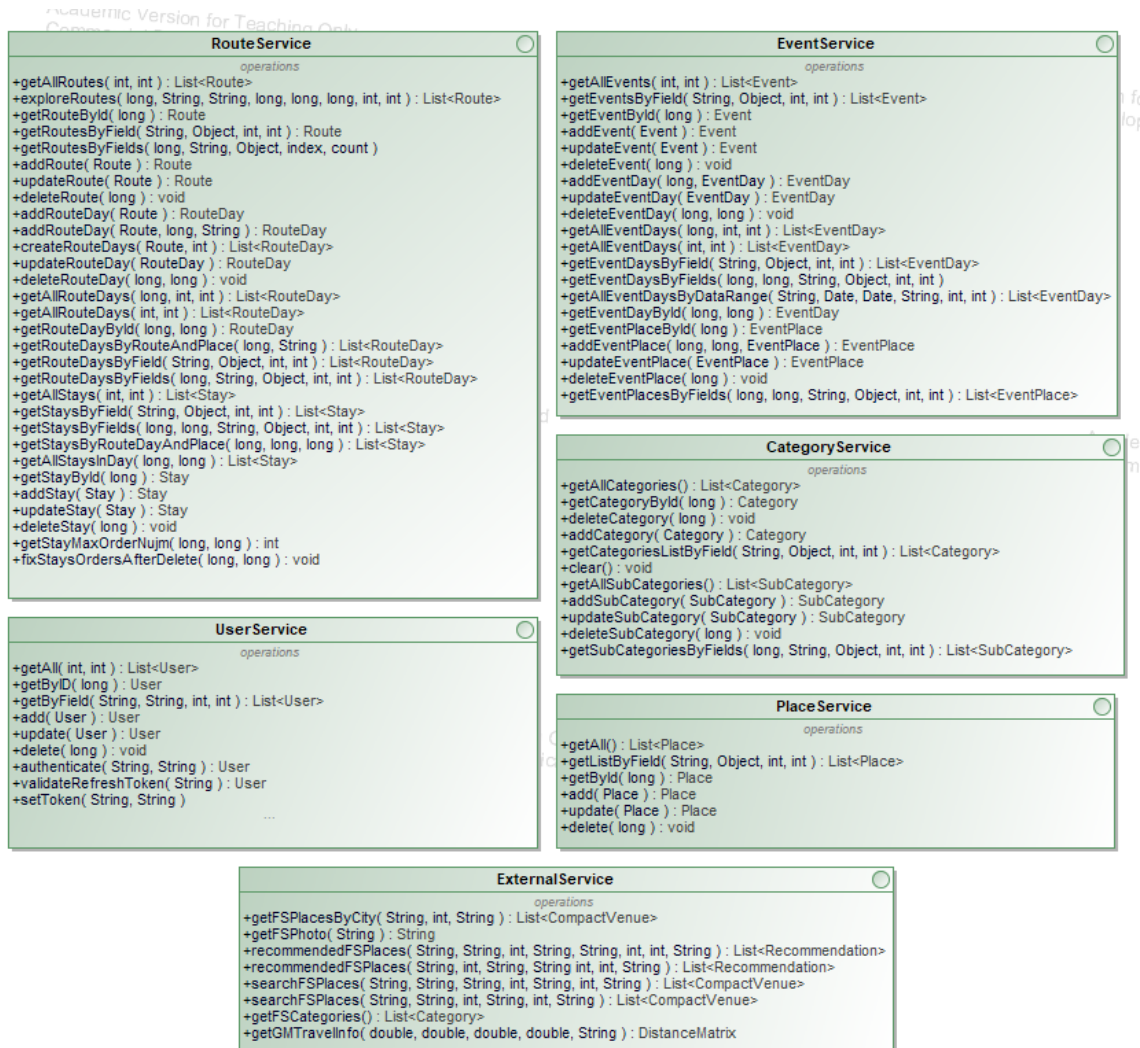 Academic Version for Teaching Only
RouteService
operations
+getAllRoutes( int, int ) : List<Route>
+exploreRoutes( long, String, String, long, long, long, int, int ) : List<Route>
+getRouteById( long ) : Route
+getRoutesByField( String, Object, int, int ) : Route
+getRoutesByFields( long, String, Object, index, count )
+addRoute( Route ) : Route
+updateRoute( Route ) : Route
+deleteRoute( long ) : void
+addRouteDay( Route ) : RouteDay
+addRouteDay( Route, long, String ) : RouteDay
+createRouteDays( Route, int ) : List<RouteDay>
+updateRouteDay( RouteDay ) : RouteDay
+deleteRouteDay( long, long ) : void
+getAllRouteDays( long, int, int ) : List<RouteDay>
+getAllRouteDays( int, int ) : List<RouteDay>
+getRouteDayById( long, long ) : RouteDay
+getRouteDaysByRouteAndPlace( long, String ) : List<RouteDay>
+getRouteDaysByField( String, Object, int, int ) : List<RouteDay>
+getRouteDaysByFields( long, String, Object, int, int ) : List<RouteDay>
+getAllStays( int, int ) : List<Stay>
+getStaysByField( String, Object, int, int ) : List<Stay>
+getStaysByFields( long, long, String, Object, int, int ) : List<Stay>
+getStaysByRouteDayAndPlace( long, long, long ) : List<Stay>
+getAllStaysInDay( long, long ) : List<Stay>
+getStayById( long ) : Stay
+addStay( Stay ) : Stay
+updateStay( Stay ) : Stay
+deleteStay( long ) : void
+getStayMaxOrderNujm( long, long ) : int
+fixStaysOrdersAfterDelete( long, long ) : void
EventService
operations
+getAllEvents( int, int ) : List<Event>
+getEventsByField( String, Object, int, int ) : List<Event>
+getEventById( long ) : Event
+addEvent( Event ) : Event
+updateEvent( Event ) : Event
+deleteEvent( long ) : void
+addEventDay( long, EventDay ) : EventDay
+updateEventDay( EventDay ) : EventDay
+deleteEventDay( long, long ) : void
+getAllEventDays( long, int, int ) : List<EventDay>
+getAllEventDays( int, int ) : List<EventDay>
+getEventDaysByField( String, Object, int, int ) : List<EventDay>
+getEventDaysByFields( long, long, String, Object, int, int )
+getAllEventDaysByDataRange( String, Date, Date, String, int, int ) : List<EventDay>
+getEventDayById( long, long ) : EventDay
+getEventPlaceById( long ) : EventPlace
+addEventPlace( long, long, EventPlace ) : EventPlace
+updateEventPlace( EventPlace ) : EventPlace
+deleteEventPlace( long ) : void
+getEventPlacesByFields( long, long, String, Object, int, int ) : List<EventPlace>
CategoryService
operations
+getAllCategories() : List<Category>
+getCategoryById( long ) : Category
+deleteCategory( long ) : void
+addCategory( Category ) : Category
+getCategoriesListByField( String, Object, int, int ) : List<Category>
+clear() : void
+getAllSubCategories() : List<SubCategory>
+addSubCategory( SubCategory ) : SubCategory
+updateSubCategory( SubCategory ) : SubCategory
+deleteSubCategory( long ) : void
+getSubCategoriesByFields( long, String, Object, int, int ) : List<SubCategory>
UserService
operations
+getAll( int, int ) : List<User>
+getByID( long ) : User
+getByField( String, String, int, int ) : List<User>
+add( User ) : User
+update( User ) : User
+delete( long ) : void
+authenticate( String, String ) : User
+validateRefreshToken( String ) : User
+setToken( String, String )
...
PlaceService
operations
+getAll() : List<Place>
+getListByField( String, Object, int, int ) : List<Place>
+getById( long ) : Place
+add( Place ) : Place
+update( Place ) : Place
+delete( long ) : void
ExternalService
operations
+getFSPlacesByCity( String, int, String ) : List<CompactVenue>
+getFSPhoto( String ) : String
+recommendedFSPlaces( String, String, int, String, String, int, int, String ) : List<Recommendation>
+recommendedFSPlaces( String, int, String, String int, int, String ) : List<Recommendation>
+searchFSPlaces( String, String, String, int, String, int, String ) : List<CompactVenue>
+searchFSPlaces( String, String, int, String, int, String ) : List<CompactVenue>
+getFSCategories() : List<Category>
+getGMTravelInfo( double, double, double, double, String ) : DistanceMatrix